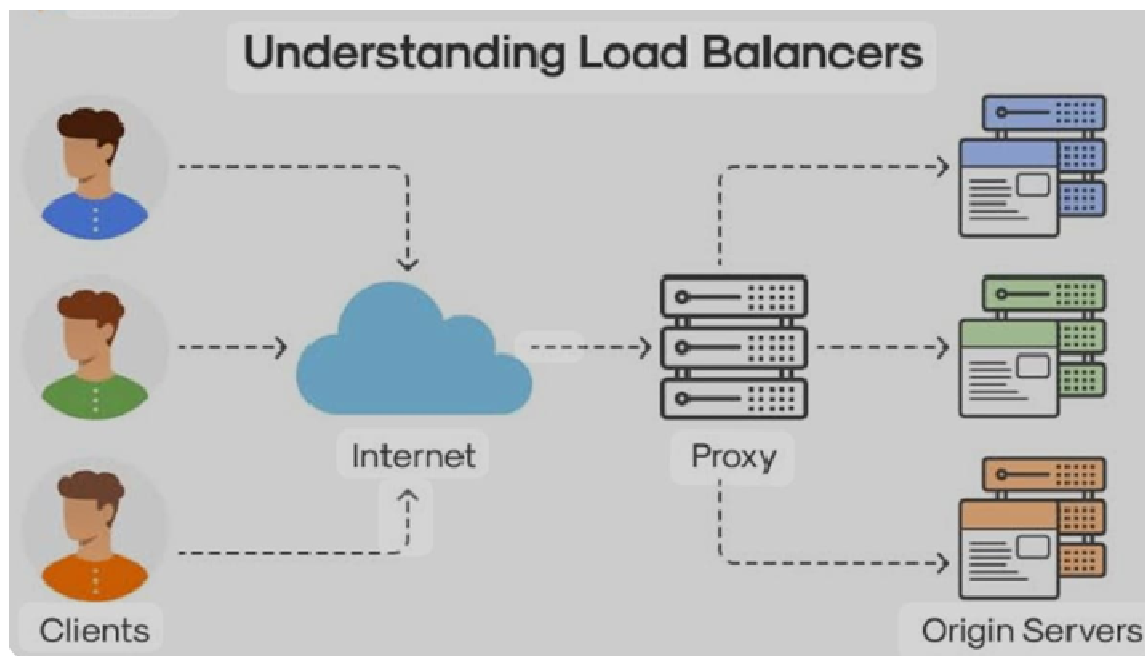 Understanding Load Balancers
Internet
Proxy
Clients
Origin Servers